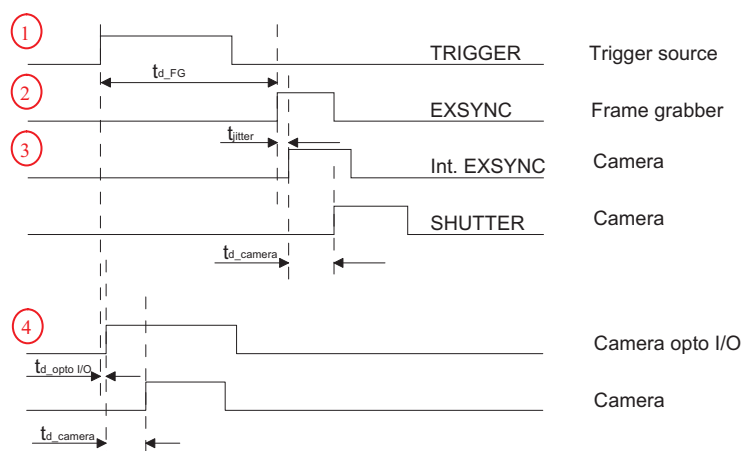 1
TRIGGER Trigger source
td_FG
2
EXSYNC Frame grabber
tjitter
3
Int. EXSYNC Camera
SHUTTER Camera
td_camera
4
Camera opto I/O
td_opto I/O
Camera
td_camera